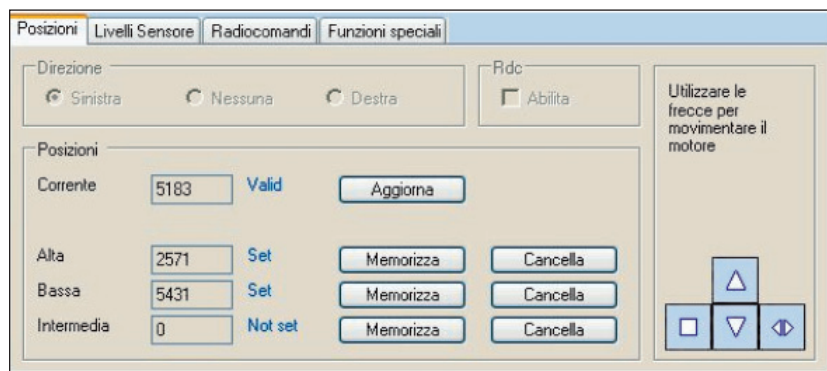 Posizioni Livelli Sensore Radiocomandi Funzioni speciali
Direzione
Sinistra Nessuna Destra
Rdc
Abilita
Utilizzare le
frecce per
movimentare il
motore
Posizioni
Corrente 5183 Valid Aggiorna
Alta 2571 Set Memorizza Cancella
Bassa 5431 Set Memorizza Cancella
Intermedia 0 Not set Memorizza Cancella